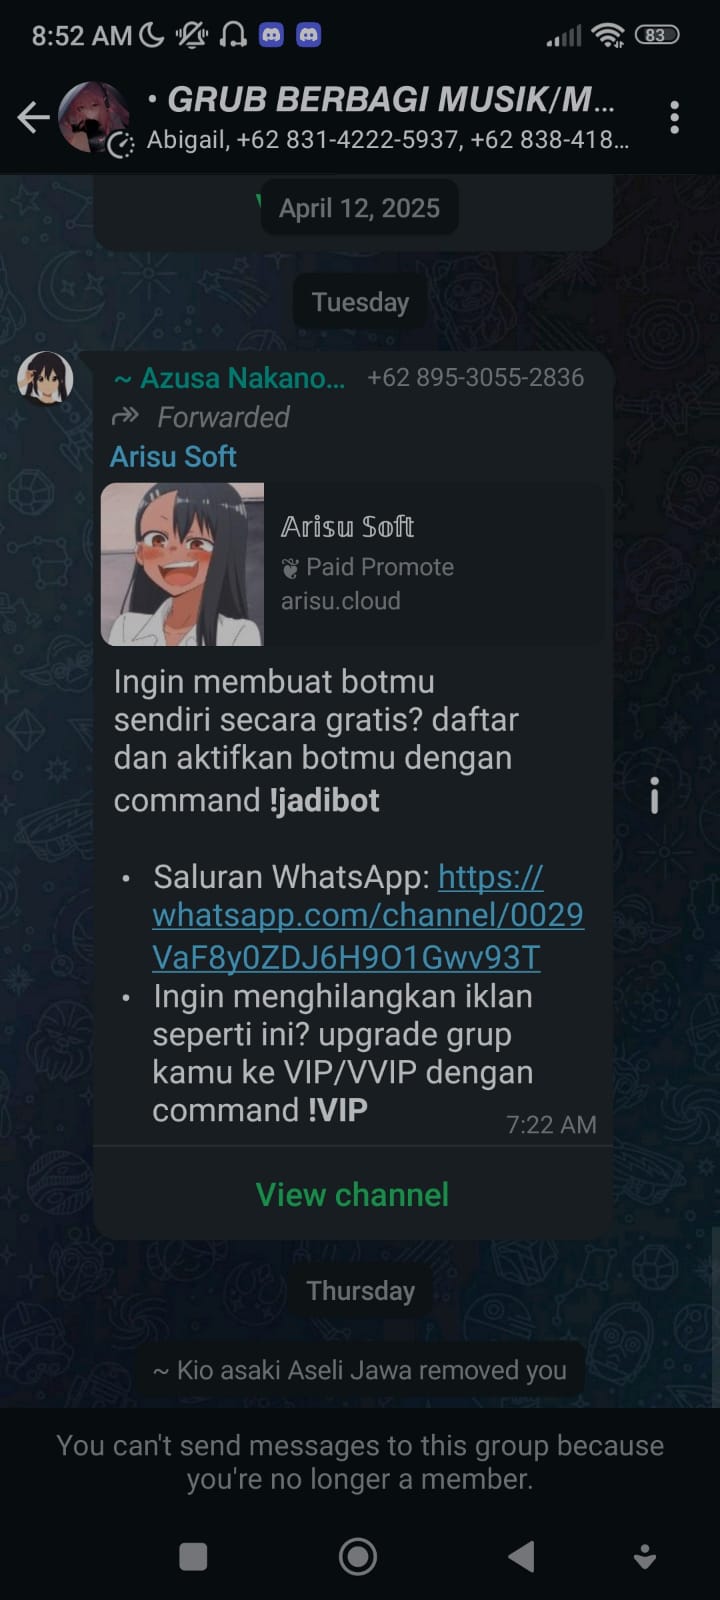 8:52 AM
83
• GRUB BERBAGI MUSIK/M...
Abigail, +62 831-4222-5937, +62 838-418...
April 12, 2025
Tuesday
~ Azusa Nakano... +62 895-3055-2836
Forwarded
Arisu Soft
𝔸𝕣𝕚𝕤𝕦 𝕊𝕠𝕗𝕥
❦ Paid Promote
arisu.cloud
Ingin membuat botmu
sendiri secara gratis? daftar
dan aktifkan botmu dengan
command !jadibot
• Saluran WhatsApp: https://
whatsapp.com/channel/0029
VaF8y0ZDJ6H9O1Gwv93T
• Ingin menghilangkan iklan
seperti ini? upgrade grup
kamu ke VIP/VVIP dengan
command !VIP
7:22 AM
View channel
Thursday
~ Kio asaki Aseli Jawa removed you
You can't send messages to this group because
you're no longer a member.